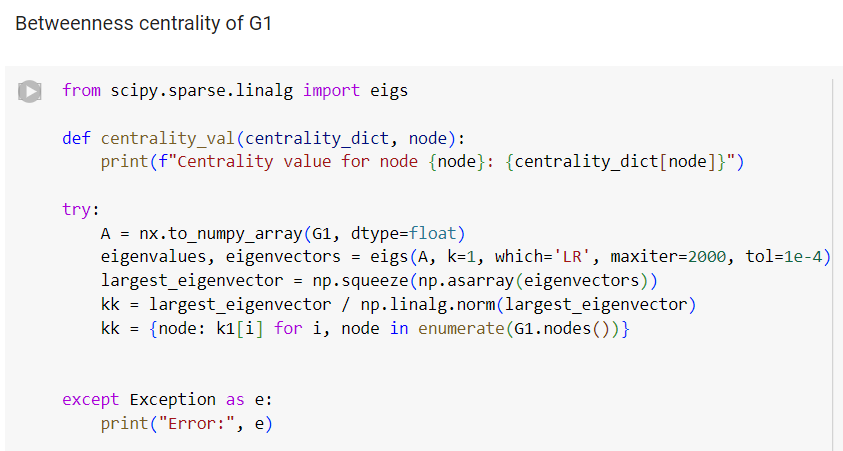 Betweenness centrality of G1
from scipy.sparse.linalg import eigs
def centrality_val(centrality_dict, node):
print(f"Centrality value for node {node}: {centrality_dict[node]}")
try:
A = nx.to_numpy_array(G1, dtype=float)
eigenvalues, eigenvectors = eigs(A, k=1, which='LR', maxiter=2000, tol=1e-4)
largest_eigenvector = np.squeeze(np.asarray(eigenvectors))
kk = largest_eigenvector / np.linalg.norm(largest_eigenvector)
kk = {node: k1[i] for i, node in enumerate(G1.nodes())}
except Exception as e:
print("Error:", e)